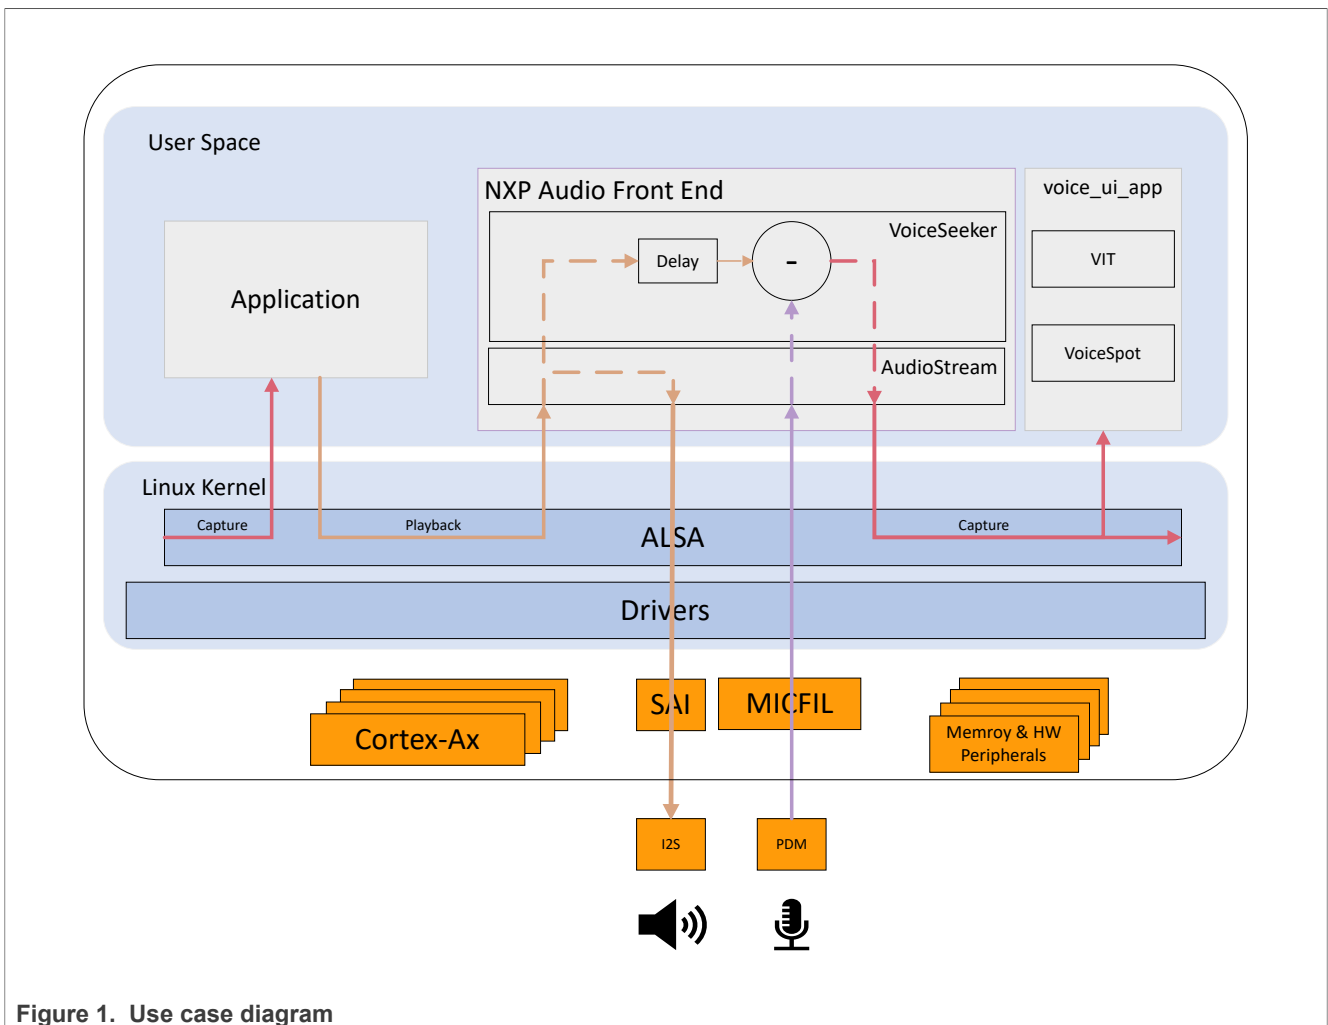 User Space
NXP Audio Front End
voice_ui_app
VoiceSeeker
Delay
-
VIT
Application
VoiceSpot
AudioStream
Linux Kernel
Capture
Playback
ALSA
Capture
Drivers
SAI
MICFIL
Cortex-Ax
Memroy & HW
Peripherals
I2S
PDM
Figure 1. Use case diagram